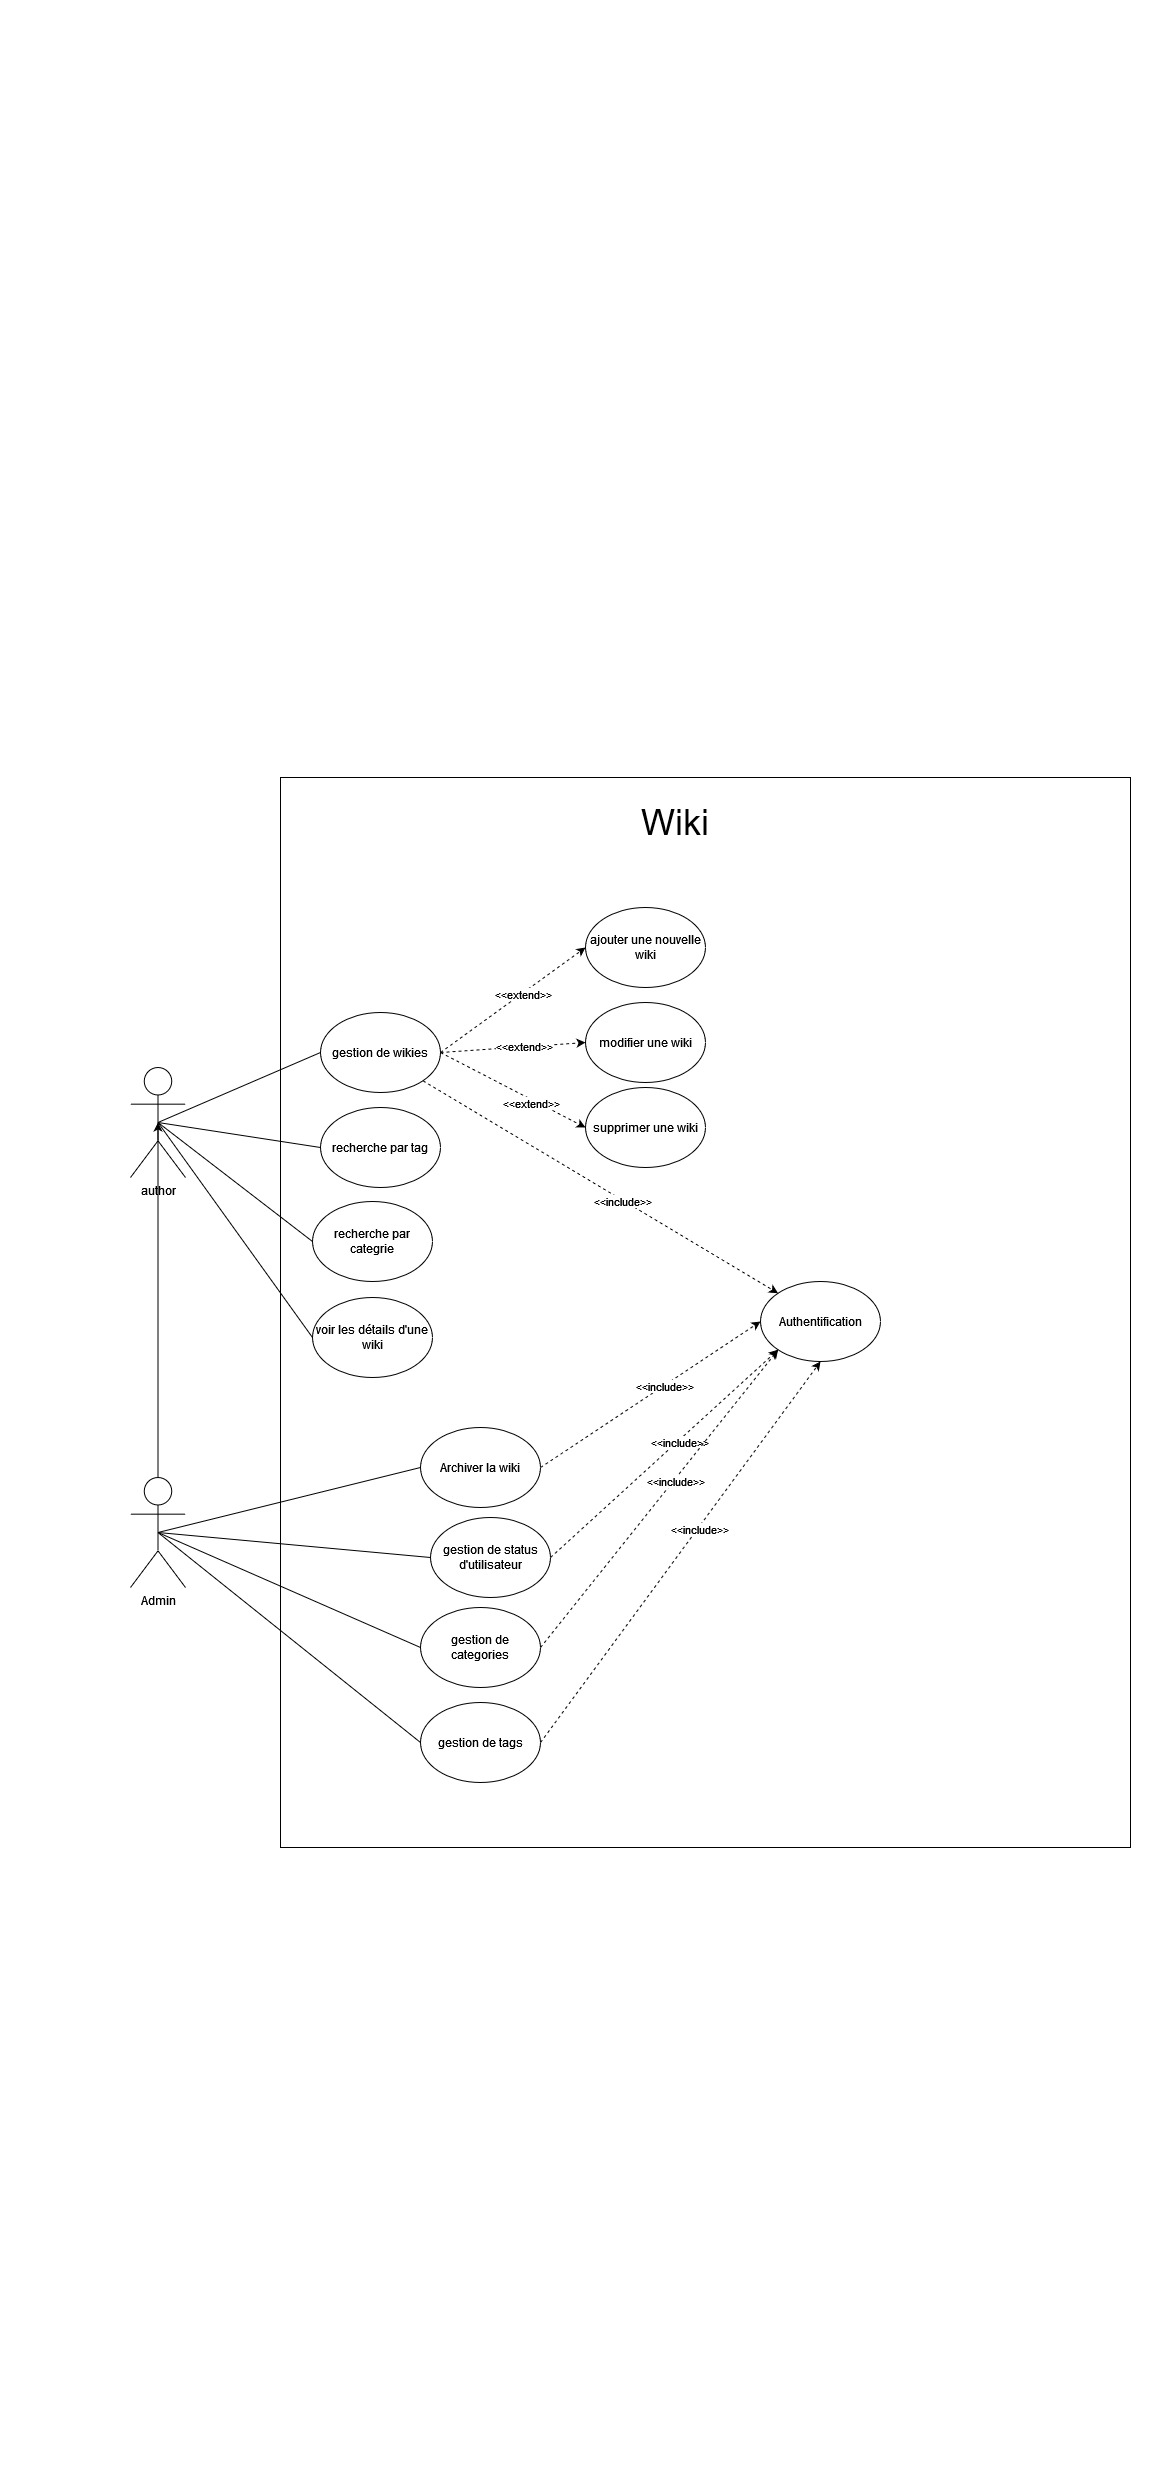 Wiki
ajouter une nouvelle
wiki
<<extend>>
gestion de wikies
<<extend>>
modifier une wiki
<<extend>>
supprimer une wiki
recherche par tag
author
<<include>>
recherche par
categrie
voir les détails d'une
wiki
Authentification
<<include>>
Archiver la wiki
<<include>>
<<include>>
gestion de status
d'utilisateur
<<include>>
Admin
gestion de
categories
gestion de tags